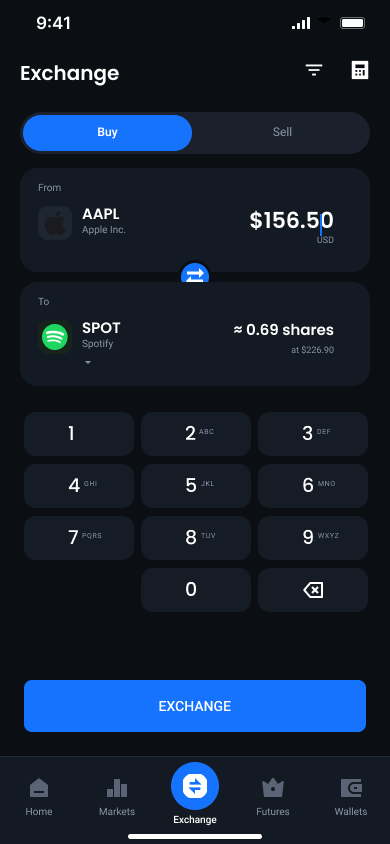 9:41
Exchange
Buy
Sell
From
AAPL
Apple Inc.
$156.50
USD
To
SPOT
Spotify
≈ 0.69 shares
at $226.90
1
2 ABC
3 DEF
4 GHI
5 JKL
6 MNO
7 PQRS
8 TUV
9 WXYZ
0
EXCHANGE
Home
Markets
Exchange
Futures
Wallets